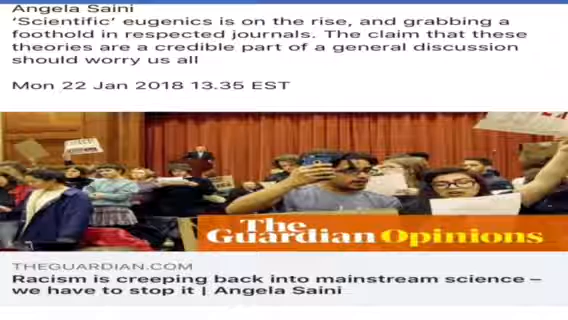 Angela Saini
‘Scientific’ eugenics is on the rise, and grabbing a
foothold in respected journals. The claim that these
theories are a credible part of a general discussion
should worry us all
Mon 22 Jan 2018 13.35 EST
The
Guardian Opinions
THEGUARDIAN.COM
Racism is creeping back into mainstream science –
we have to stop it | Angela Saini